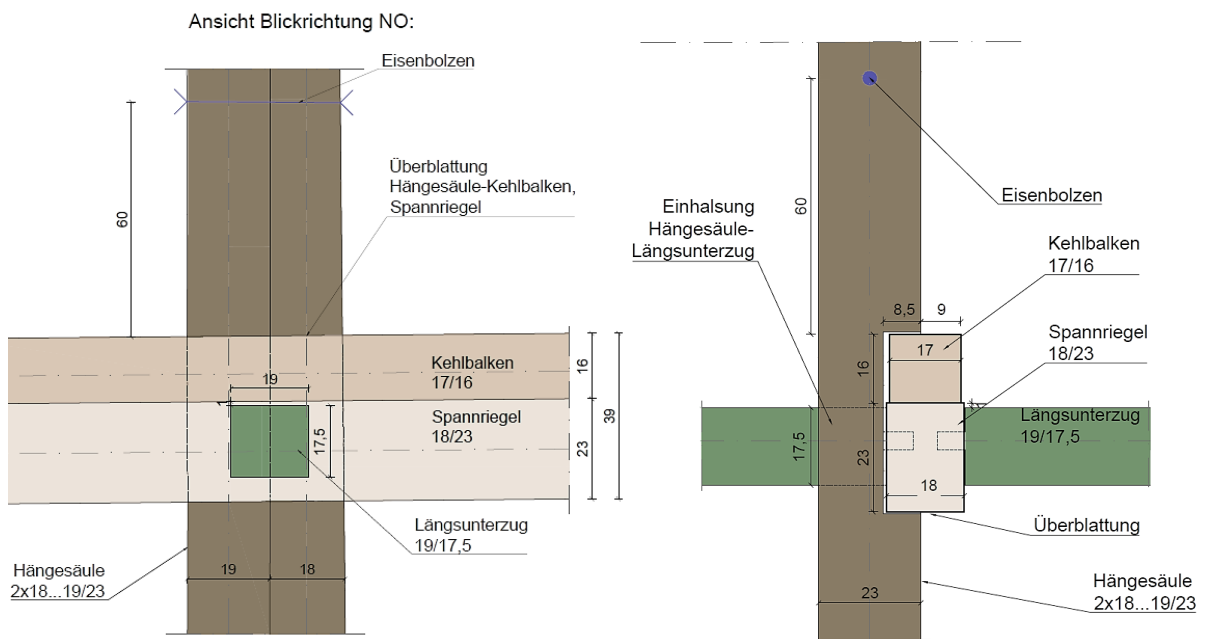 Ansicht Blickrichtung NO:
Eisenbolzen
60
Überblattung
Hängesäule-Kehlbalken,
Spannriegel
Kehlbalken
17/16
19
16
39
Spannriegel
18/23
17,5
23
Längsunterzug
19/17,5
Hängesäule
2x18...19/23
19
18
60
Eisenbolzen
Einhalsung
Hängesäule-
Längsunterzug
Kehlbalken
17/16
8,5
9
17
16
Spannriegel
18/23
Längsunterzug
19/17,5
17,5
23
18
Überblattung
23
Hängesäule
2x18...19/23